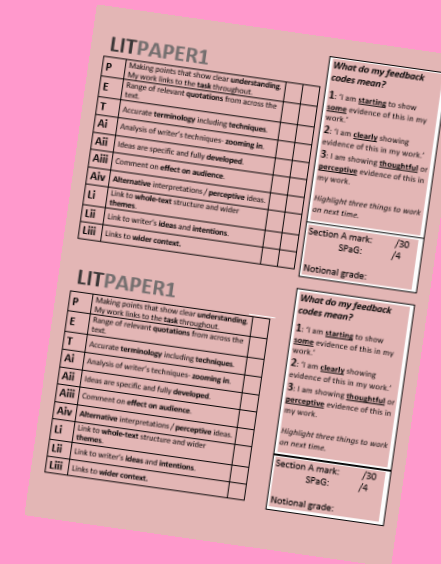 LITPAPER1
P Making points that show clear understanding.
My work links to the task throughout.
E Range of relevant quotations from across the
text.
T Accurate terminology including techniques.
Ai Analysis of writer's techniques- zooming in.
Aii Ideas are specific and fully developed.
Aiii Comment on effect on audience.
Aiv Alternative interpretations / perceptive ideas.
Li Link to whole-text structure and wider
themes.
Lii Link to writer's ideas and intentions.
Liii Links to wider context.
What do my feedback
codes mean?
1: 'I am starting to show
some evidence of this in my
work.'
2: 'I am clearly showing
evidence of this in my work.'
3: I am showing thoughtful or
perceptive evidence of this in
my work.
Highlight three things to work
on next time.
Section A mark: /30
SPaG: /4
Notional grade:
LITPAPER1
P Making points that show clear understanding.
My work links to the task throughout.
E Range of relevant quotations from across the
text.
T Accurate terminology including techniques.
Ai Analysis of writer's techniques- zooming in.
Aii Ideas are specific and fully developed.
Aiii Comment on effect on audience.
Aiv Alternative interpretations / perceptive ideas.
Li Link to whole-text structure and wider
themes.
Lii Link to writer's ideas and intentions.
Liii Links to wider context.
What do my feedback
codes mean?
1: 'I am starting to show
some evidence of this in my
work.'
2: 'I am clearly showing
evidence of this in my work.'
3: I am showing thoughtful or
perceptive evidence of this in
my work.
Highlight three things to work
on next time.
Section A mark: /30
SPaG: /4
Notional grade: